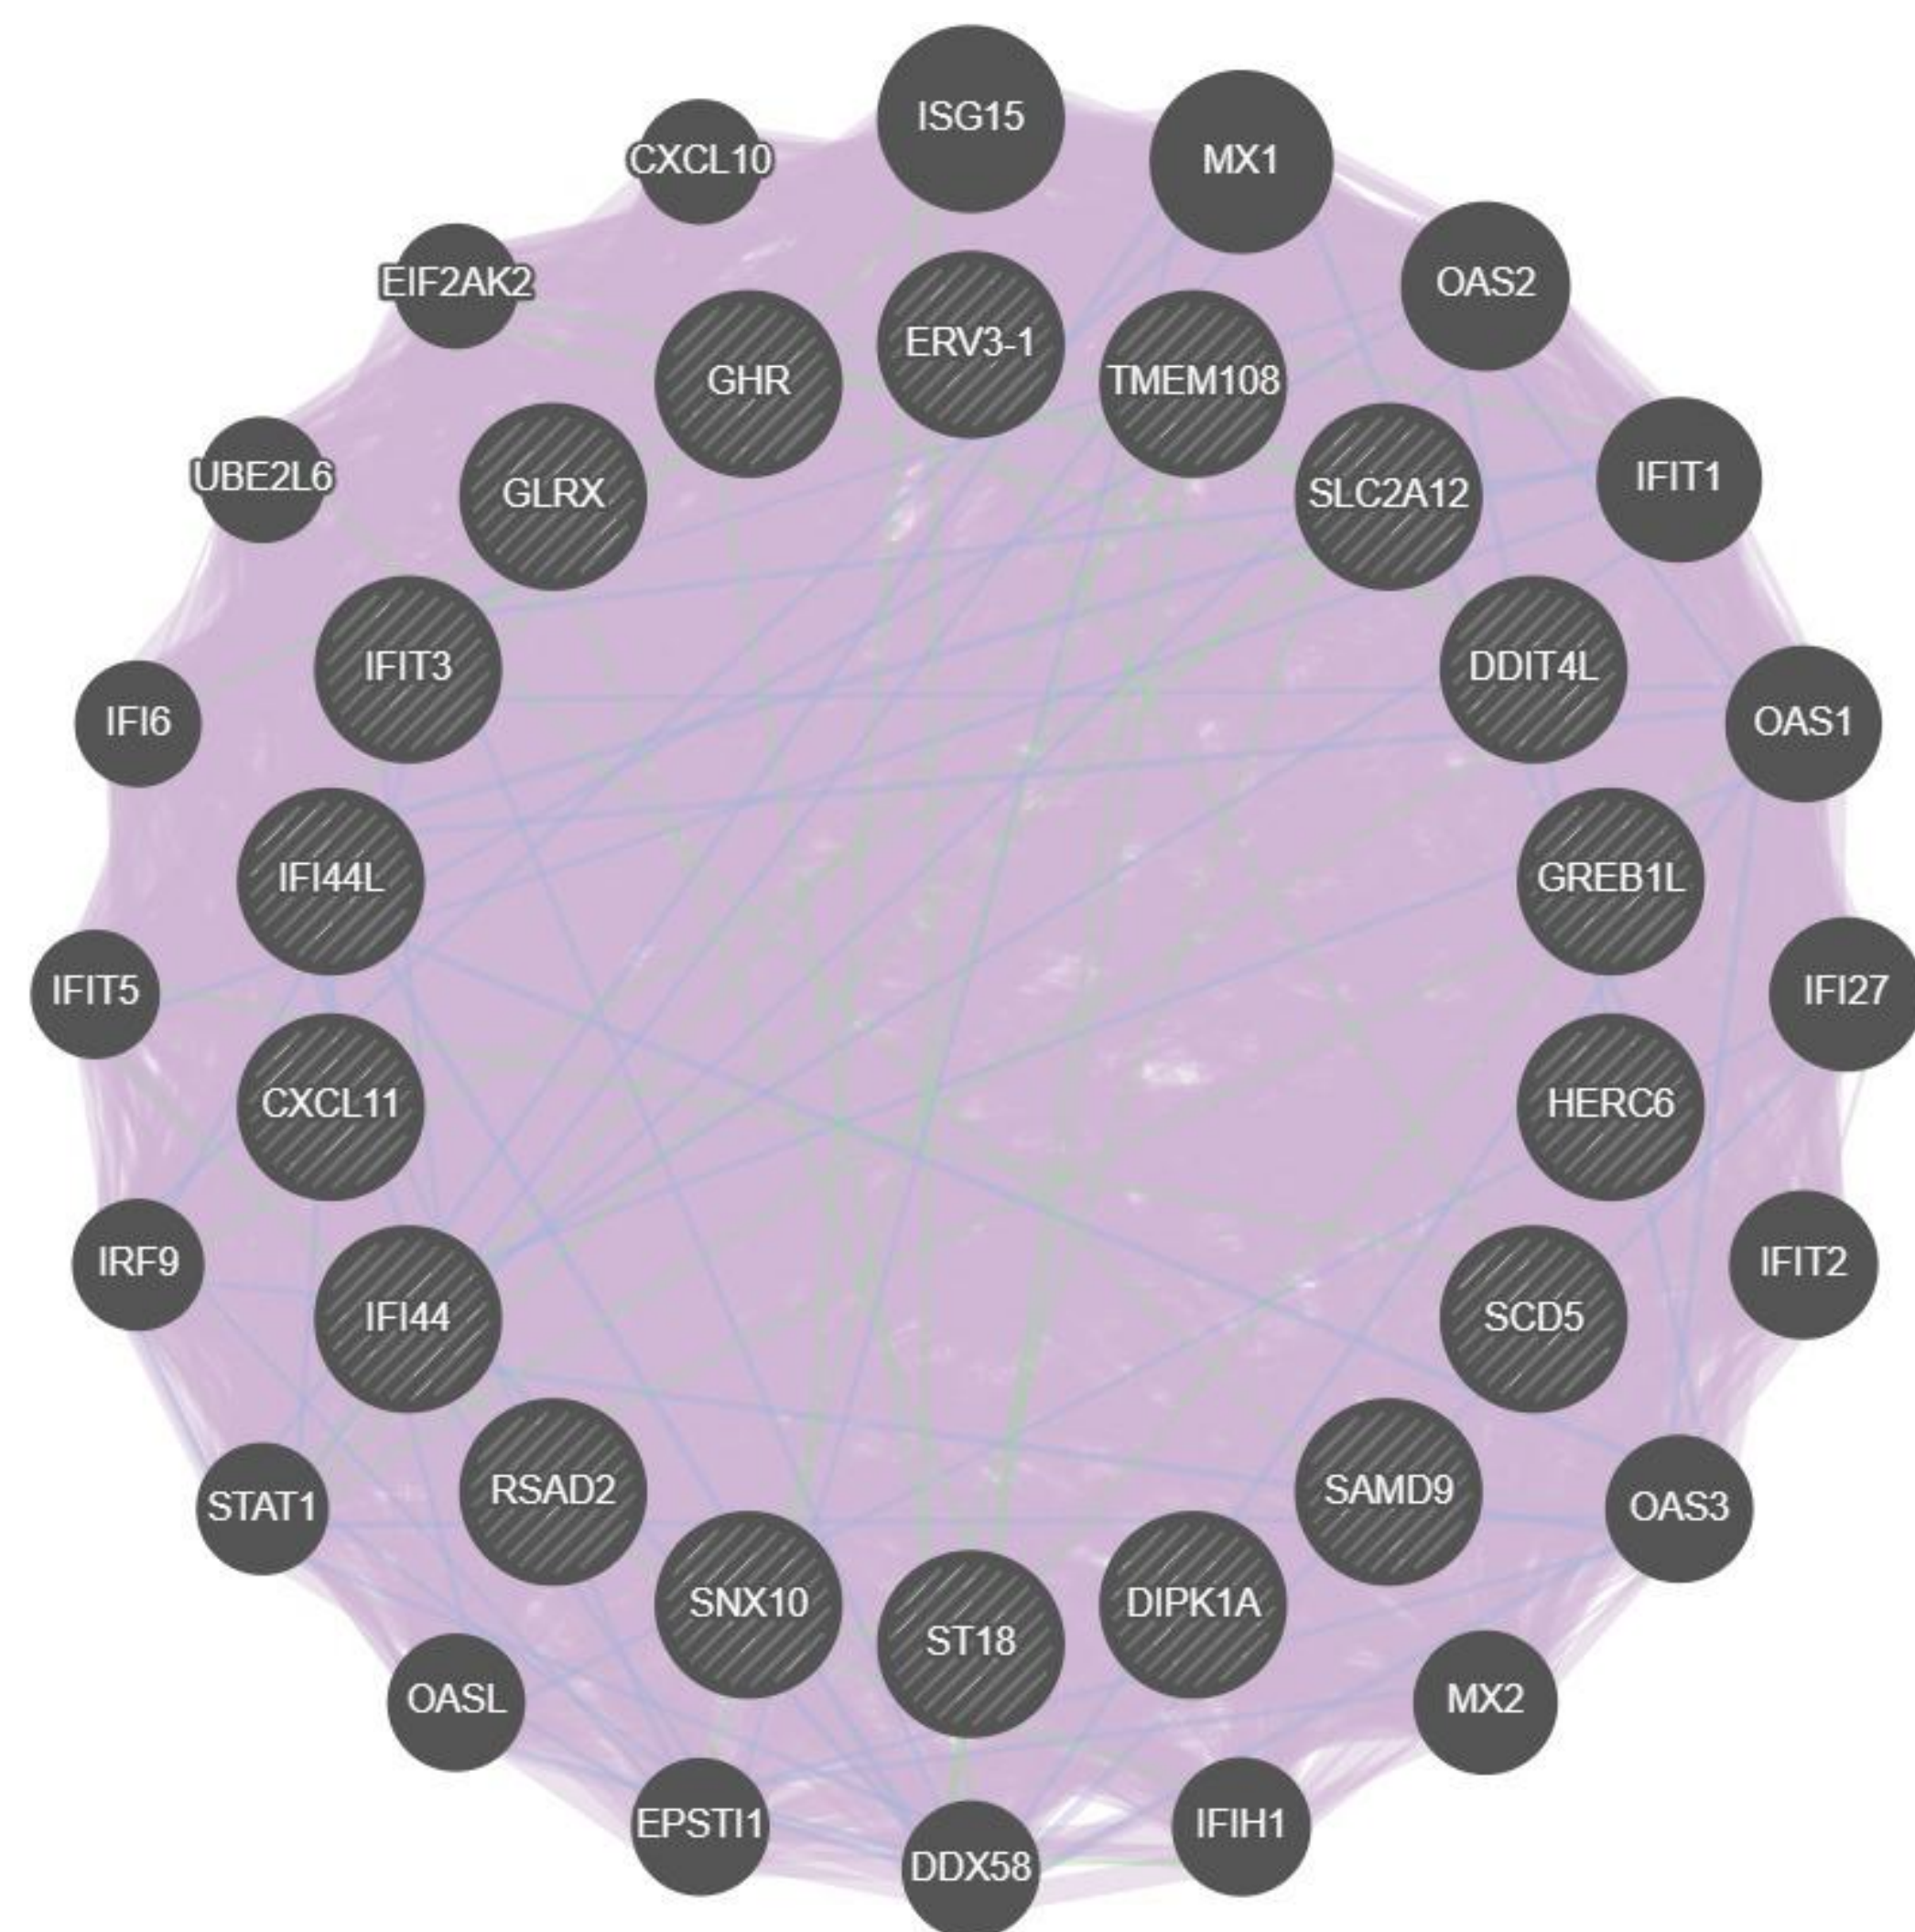 ISG15
MX1
CXCL10
OAS2
EIF2AK2
ERV3-1
GHR
TMEM108
UBE2L6
GLRX
SLC2A12
IFIT1
IFIT3
DDIT4L
IFI6
OAS1
IFI44L
GREB1L
IFIT5
IFI27
CXCL11
HERC6
IRF9
IFIT2
IFI44
SCD5
STAT1
RSAD2
SAMD9
OAS3
SNX10
DIPK1A
ST18
OASL
MX2
EPSTI1
IFIH1
DDX58